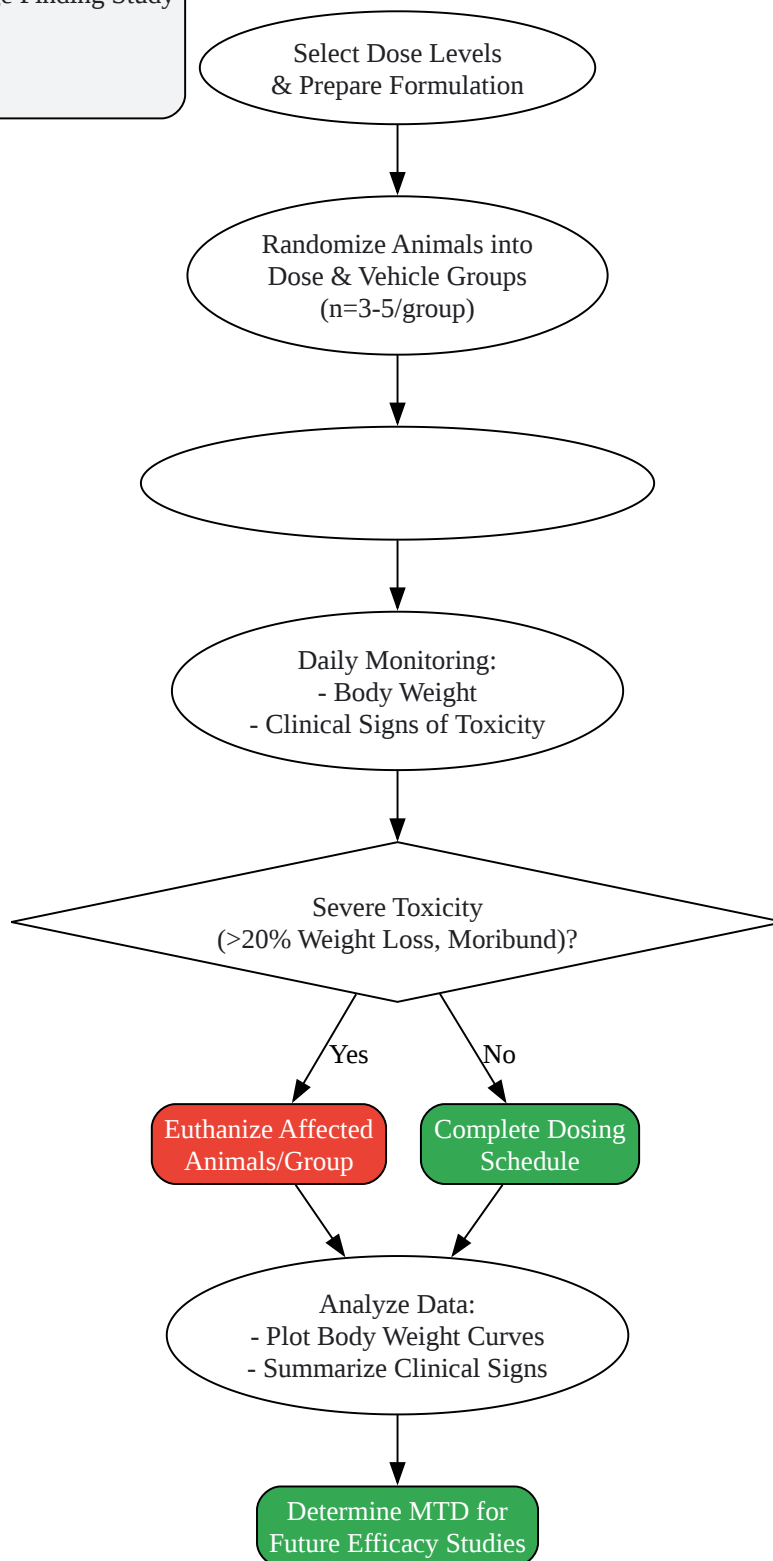 Finding Study
Select Dose Levels
& Prepare Formulation
Randomize Animals into
Dose & Vehicle Groups
(n=3-5/group)
Daily Monitoring:
- Body Weight
- Clinical Signs of Toxicity
Severe Toxicity
(>20% Weight Loss, Moribund)?
Yes
No
Euthanize Affected
Animals/Group
Complete Dosing
Schedule
Analyze Data:
- Plot Body Weight Curves
- Summarize Clinical Signs
Determine MTD for
Future Efficacy Studies